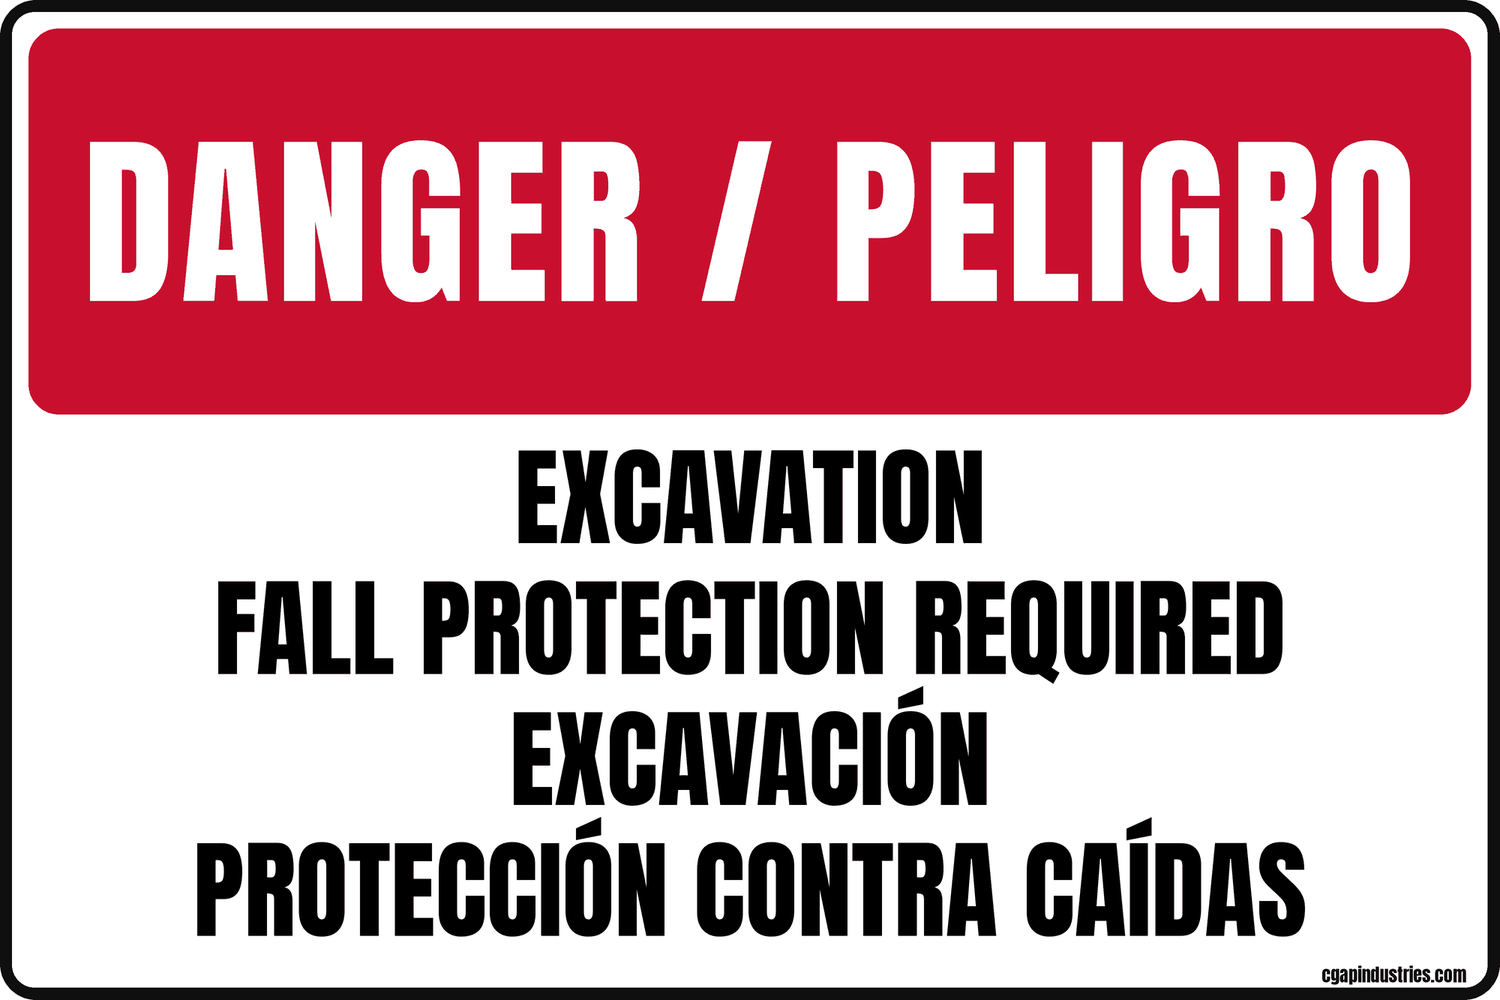 DANGER / PELIGRO
EXCAVATION
FALL PROTECTION REQUIRED
EXCAVACIÓN
PROTECCIÓN CONTRA CAÍDAS
cgapindustries.com